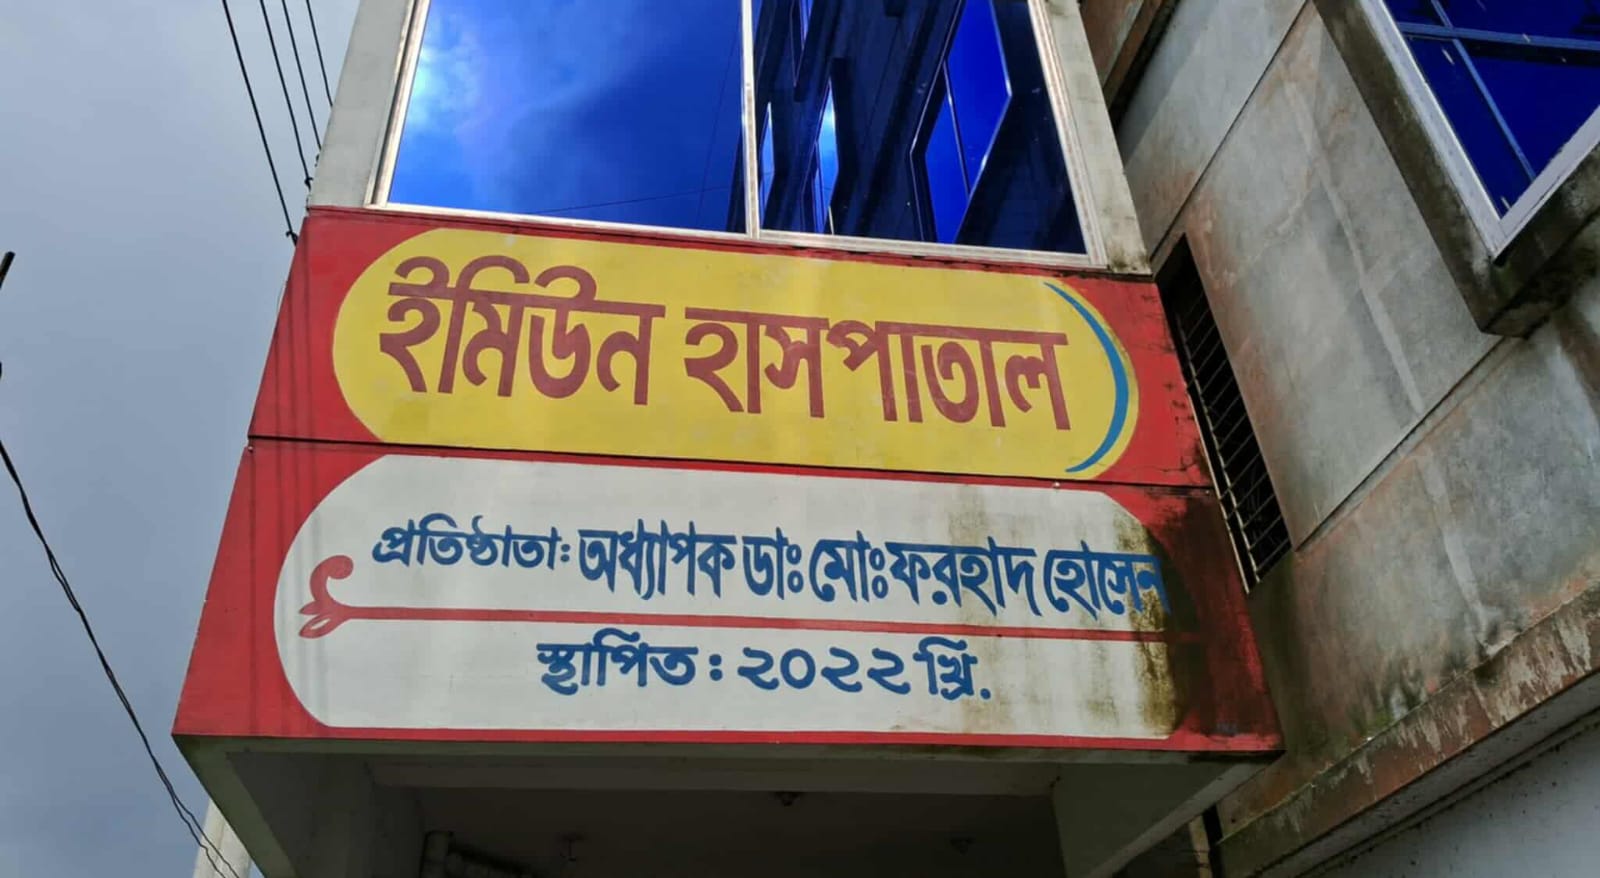 ইমিউন হাসপাতাল
প্রতিষ্ঠাতা: অধ্যাপক ডাঃ মোঃ ফরহাদ হোসেন
স্থাপিত : ২০২২ খ্রি.